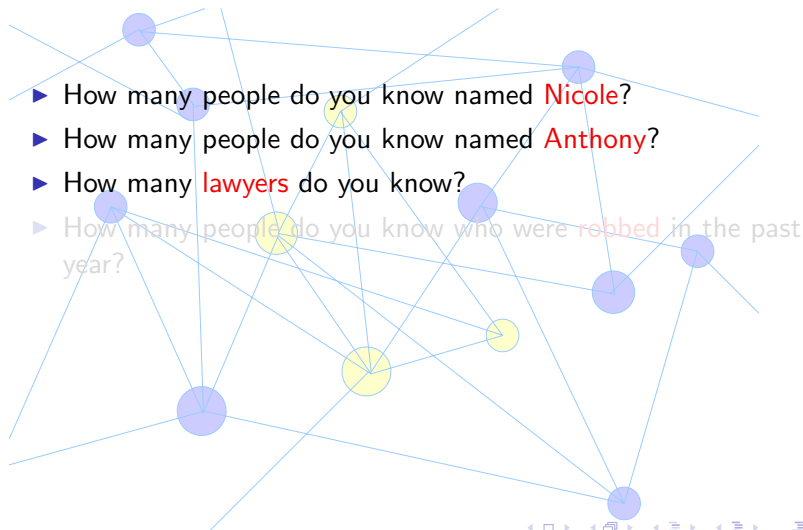 How many people do you know named Nicole?
How many people do you know named Anthony?
How many lawyers do you know?
How many people do you know who were robbed in the past
year?